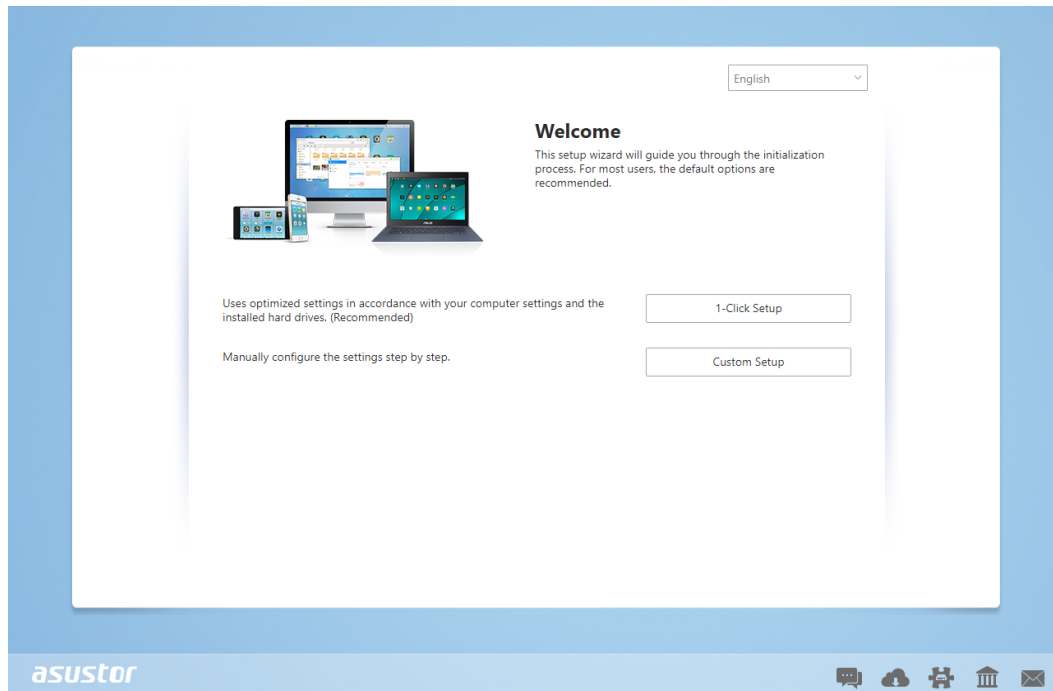 English
Welcome
This setup wizard will guide you through the initialization
process. For most users, the default options are
recommended.
Uses optimized settings in accordance with your computer settings and the
installed hard drives. (Recommended)
1-Click Setup
Manually configure the settings step by step.
Custom Setup
asustor